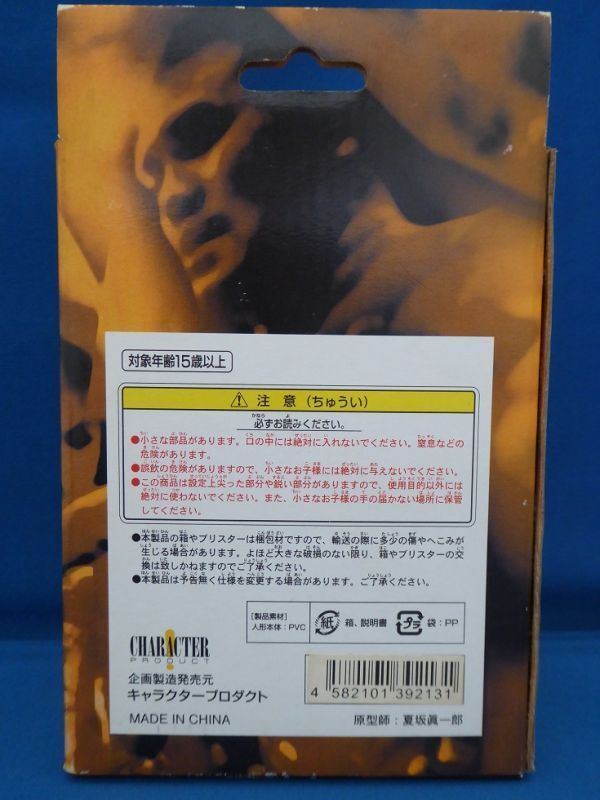 対象年齢15歳以上
注 意（ちゅうい）
必ずお読みください。
●小さな部品があります。口の中には絶対に入れないでください。窒息などの
危険があります。
●誤飲の危険がありますので、小さなお子様には絶対に与えないでください。
●この商品は設定上尖った部分や鋭い部分がありますので、使用目的以外には
絶対に使わないでください。また、小さなお子様の手の届かない場所に保管
してください。
●本製品の箱やブリスターは梱包材ですので、輸送の際に多少の傷やへこみが
生じる場合があります。よほど大きな破損のない限り、箱やブリスターの交
換は致しかねますのでご了承ください。
●本製品は予告無く仕様を変更する場合があります。ご了承ください。
[製品素材]
人形本体：PVC
紙 箱、説明書
プラ 袋：PP
CHARACTER
PRODUCT
企画製造発売元
キャラクタープロダクト
MADE IN CHINA
4 582101 392131
原型師：夏坂眞一郎